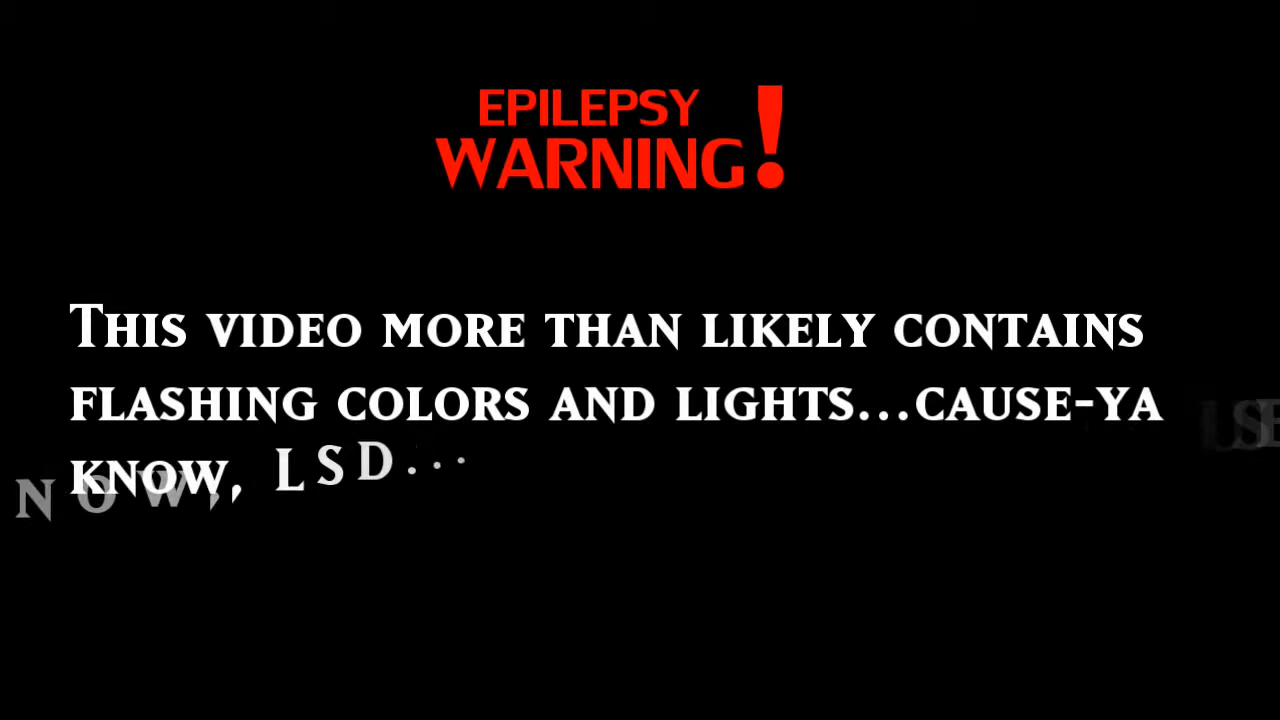 EPILEPSY
WARNING!
This video more than likely contains
flashing colors and lights...cause-ya
know, LSD...